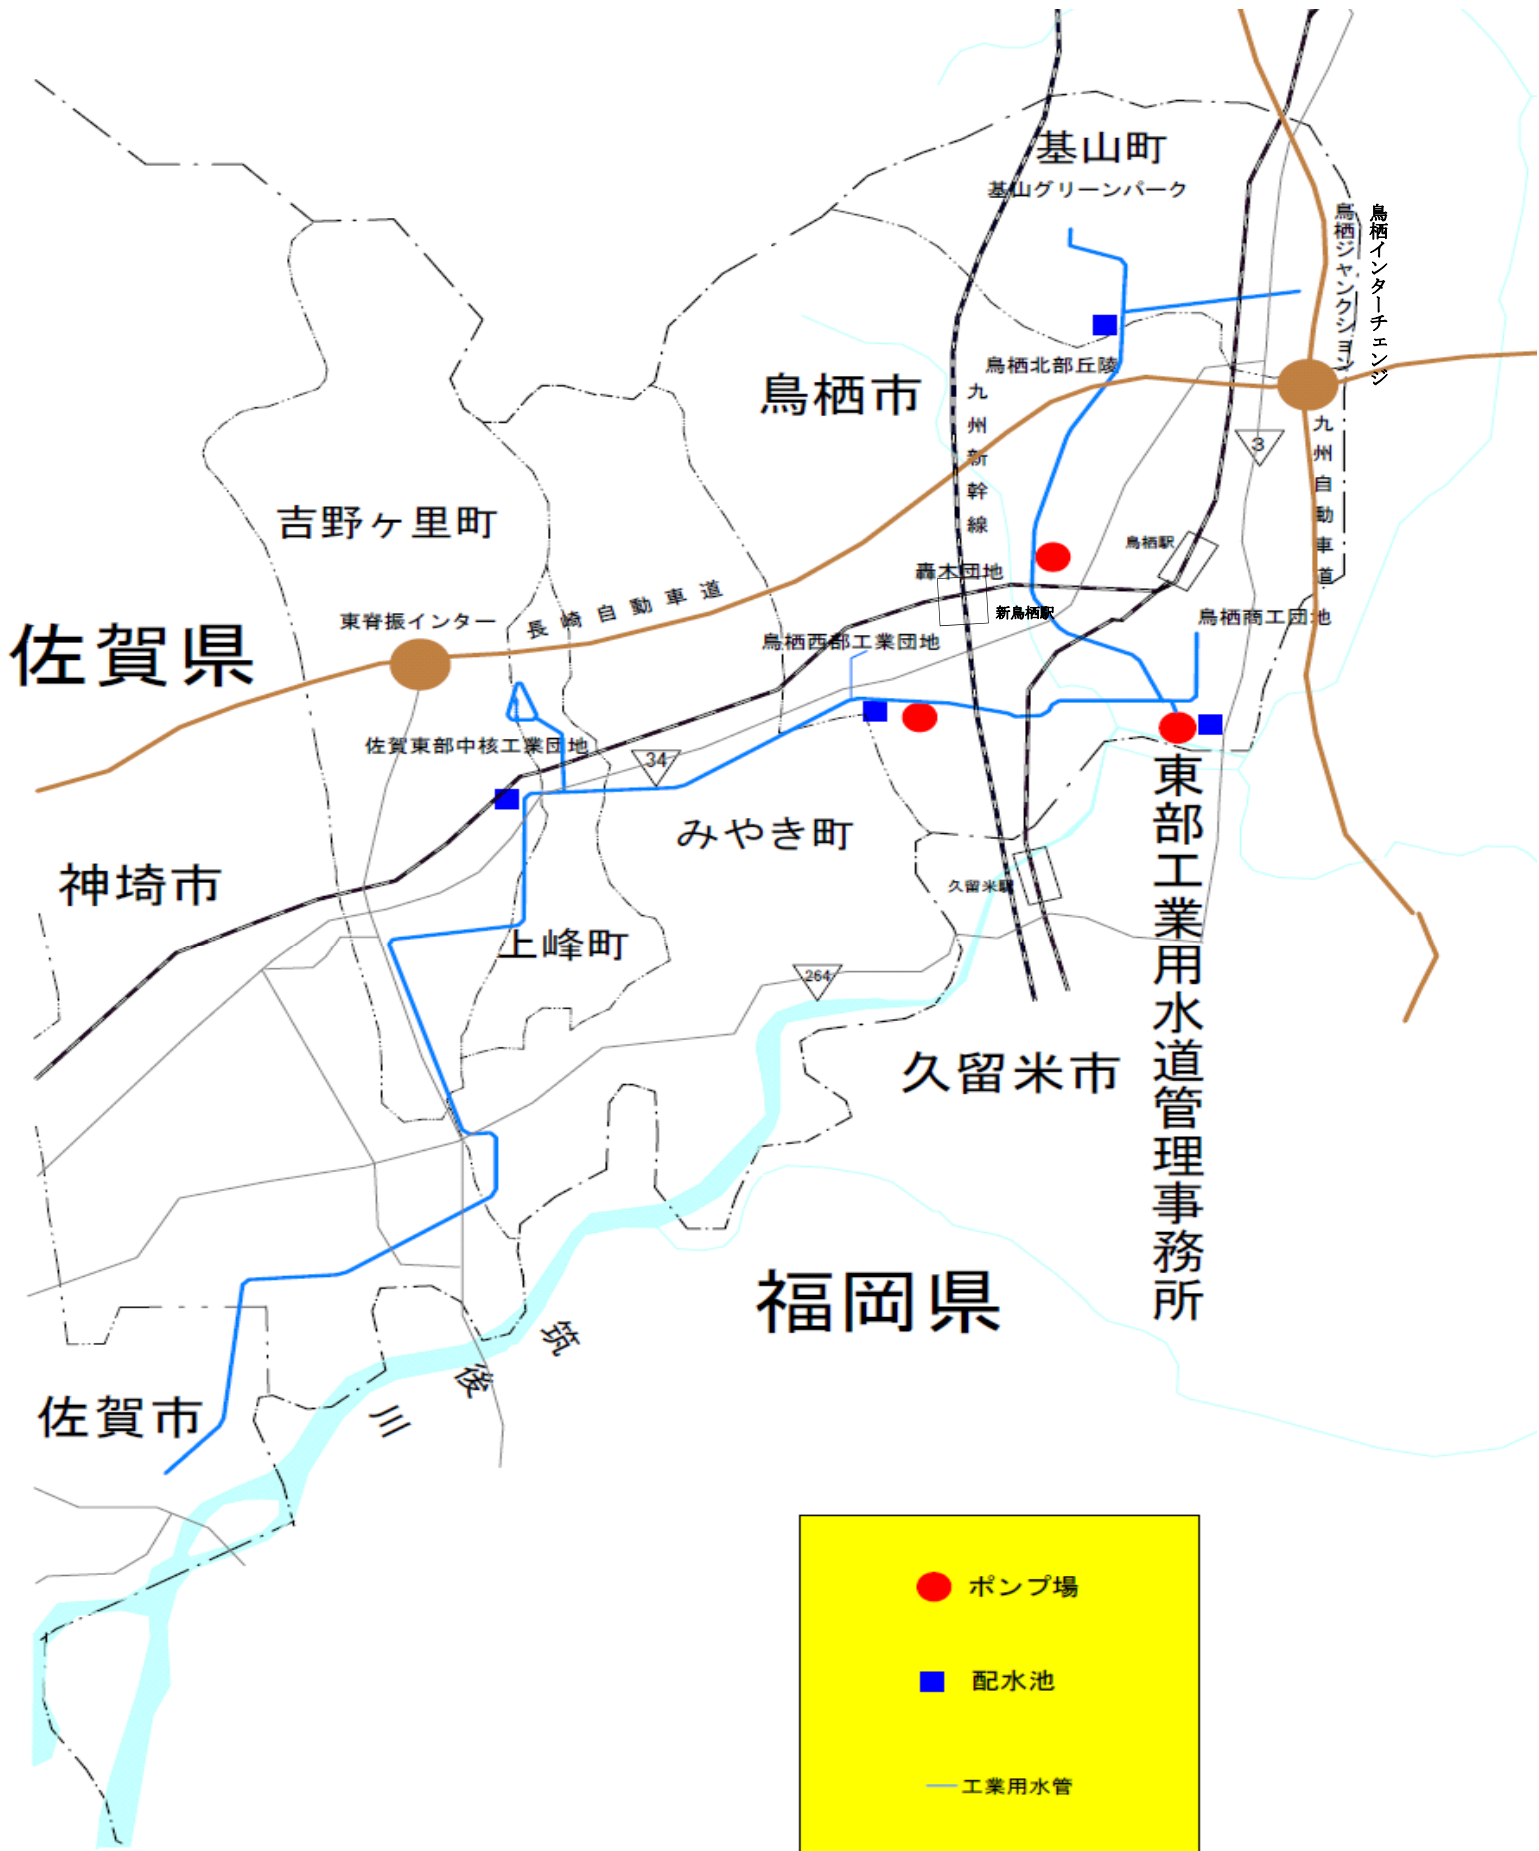 基山町
基山グリーンパーク
鳥栖ジャンクション
鳥栖インターチェンジ
鳥栖北部丘陵
鳥栖市
九州新幹線
3
九州自動車道
吉野ヶ里町
鳥栖駅
轟木団地
長崎自動車道
新鳥栖駅
鳥栖商工団地
東脊振インター
佐賀県
鳥栖西部工業団地
佐賀東部中核工業団地
34
東部工業用水道管理事務所
みやき町
神埼市
久留米駅
上峰町
264
久留米市
福岡県
筑後川
佐賀市
ポンプ場
配水池
工業用水管